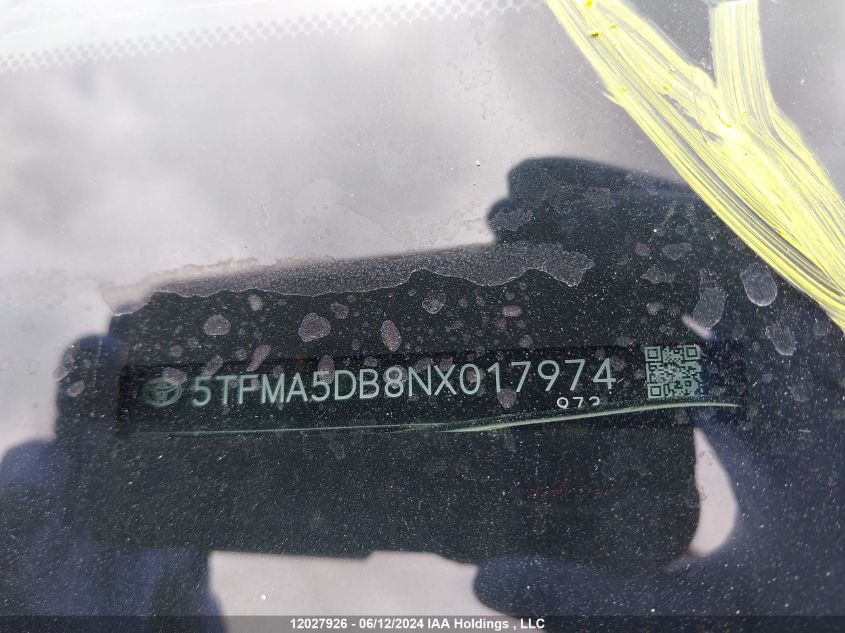 5TFMA5DB8NX017974
973
12027926 - 06/12/2024 IAA Holdings , LLC